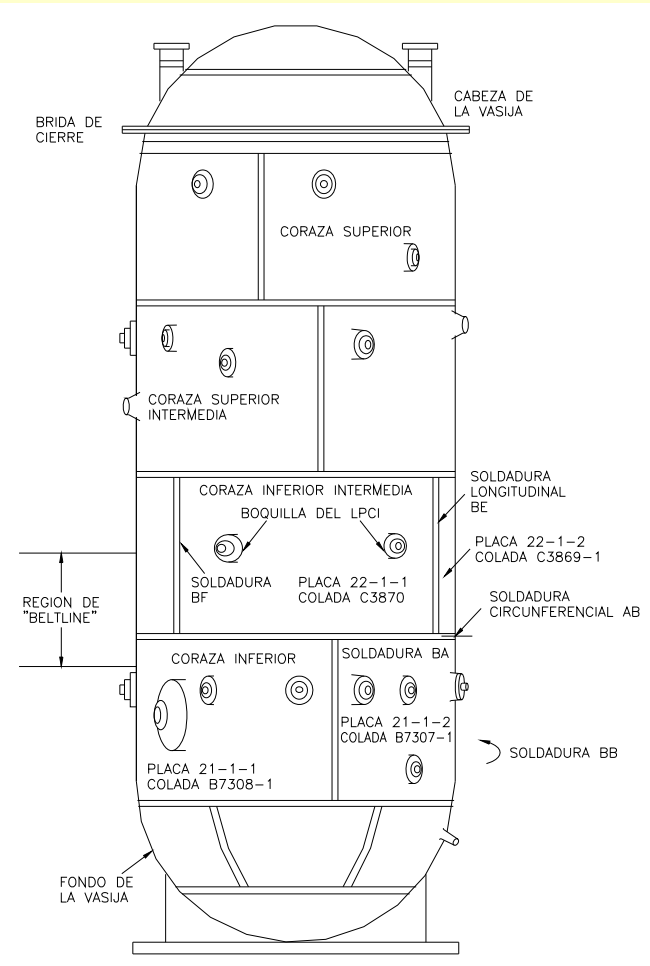 BRIDA DE
CIERRE
CABEZA DE
LA VASIJA
CORAZA SUPERIOR
CORAZA SUPERIOR
INTERMEDIA
CORAZA INFERIOR INTERMEDIA
BOQUILLA DEL LPCI
SOLDADURA
LONGITUDINAL
BE
PLACA 22-1-2
COLADA C3869-1
SOLDADURA
BF
PLACA 22-1-1
COLADA C3870
SOLDADURA
CIRCUNFERENCIAL AB
REGION DE
"BELTLINE"
CORAZA INFERIOR
SOLDADURA BA
PLACA 21-1-2
COLADA B7307-1
SOLDADURA BB
PLACA 21-1-1
COLADA B7308-1
FONDO DE
LA VASIJA